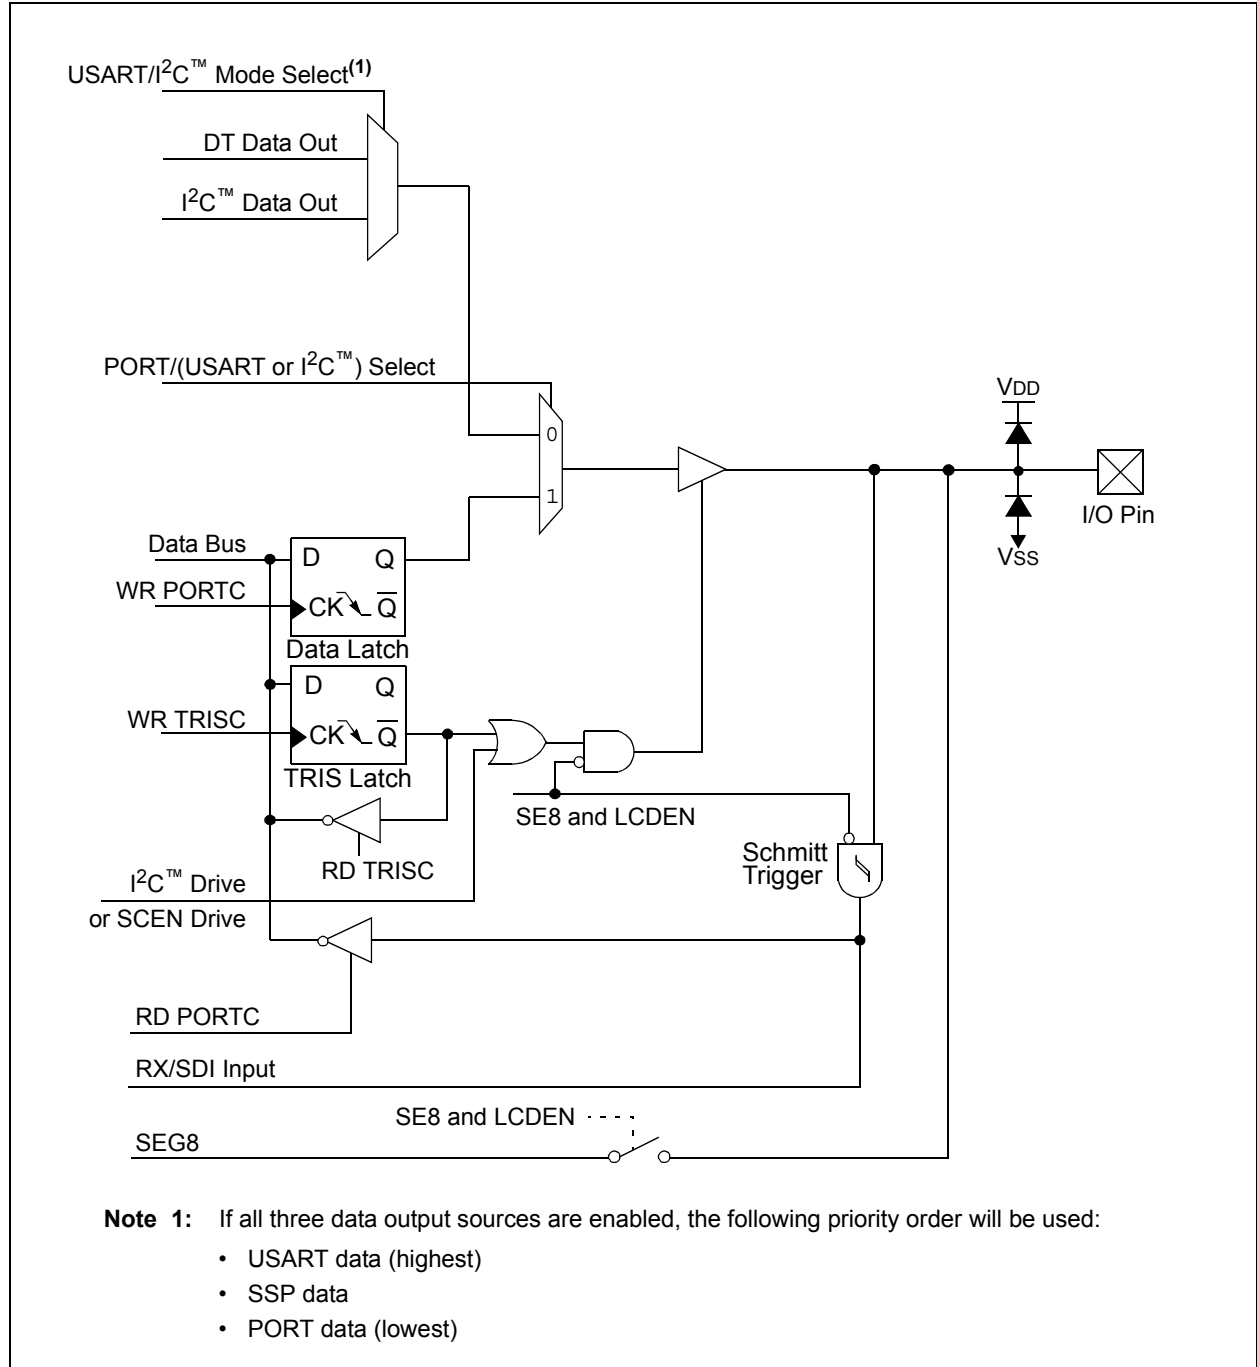 USART/I2C™ Mode Select(1)
DT Data Out
I2C™ Data Out
PORT/(USART or I2C™) Select
0
1
VDD
I/O Pin
VSS
Data Bus
D Q
WR PORTC
CK Q
Data Latch
D Q
WR TRISC
CK Q
TRIS Latch
SE8 and LCDEN
RD TRISC
Schmitt
Trigger
I2C™ Drive
or SCEN Drive
RD PORTC
RX/SDI Input
SE8 and LCDEN
SEG8
Note 1: If all three data output sources are enabled, the following priority order will be used:
• USART data (highest)
• SSP data
• PORT data (lowest)